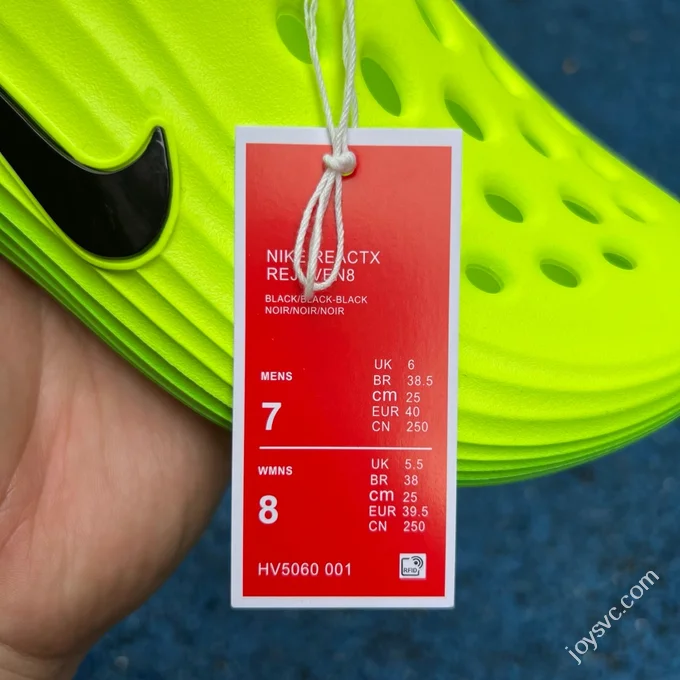 NIKE REACTX
REJUVEN8
BLACK/BLACK-BLACK
NOIR/NOIR/NOIR
MENS
7
UK 6
BR 38.5
cm 25
EUR 40
CN 250
WMNS
8
UK 5.5
BR 38
cm 25
EUR 39.5
CN 250
HV5060 001
RFID
joysvc.com